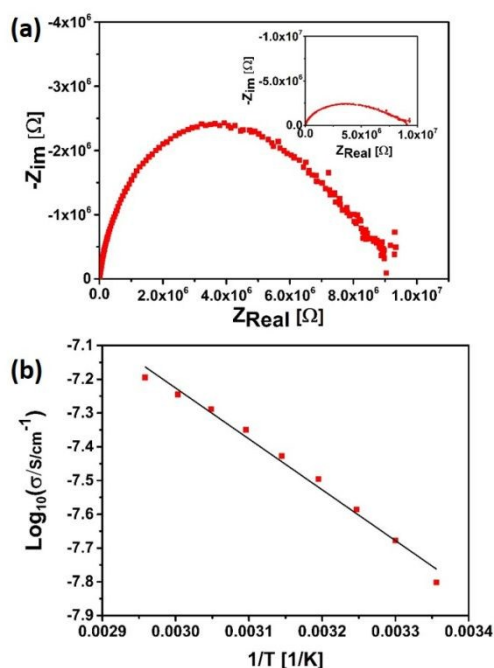 (a)
-4x10⁶
-3x10⁶
-2x10⁶
-1x10⁶
0
-Zim [Ω]
0.0 2.0x10⁶ 4.0x10⁶ 6.0x10⁶ 8.0x10⁶ 1.0x10⁷
ZReal [Ω]
-1.0x10⁷
-5.0x10⁶
0.0
-Zim [Ω]
0.0 5.0x10⁶ 1.0x10⁷
ZReal [Ω]
(b)
-7.1
-7.2
-7.3
-7.4
-7.5
-7.6
-7.7
-7.8
-7.9
Log₁₀(σ/S/cm⁻¹)
0.0029 0.0030 0.0031 0.0032 0.0033 0.0034
1/T [1/K]